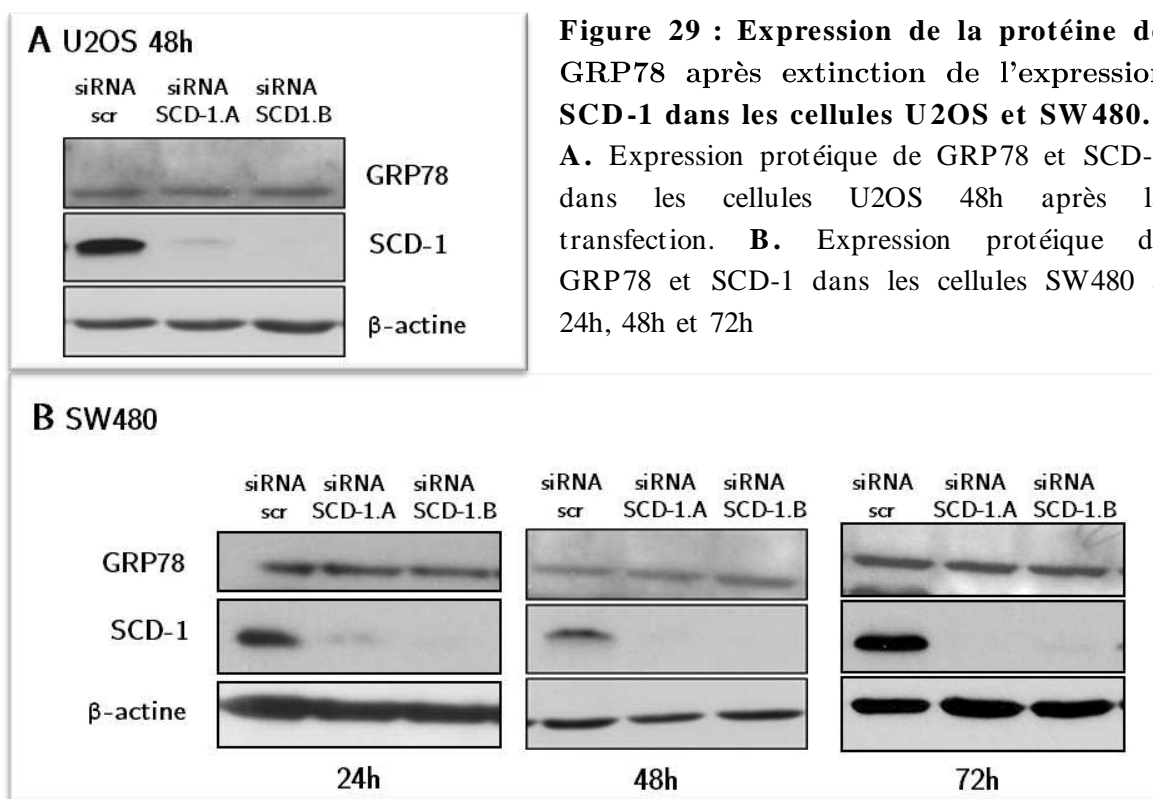 A U2OS 48h
siRNA siRNA siRNA
scr SCD-1.A SCD1.B
GRP78
SCD-1
β-actine
Figure 29 : Expression de la protéine
GRP78 après extinction de l'expression
SCD-1 dans les cellules U2OS et SW480.
A. Expression protéique de GRP78 et
dans les cellules U2OS 48h après
transfection. B. Expression protéique
GRP78 et SCD-1 dans les cellules SW480
24h, 48h et 72h
B SW480
siRNA siRNA siRNA siRNA siRNA siRNA siRNA siRNA siRNA
scr SCD-1.A SCD-1.B scr SCD-1.A SCD-1.B scr SCD-1.A SCD-1.B
GRP78
SCD-1
β-actine
24h 48h 72h